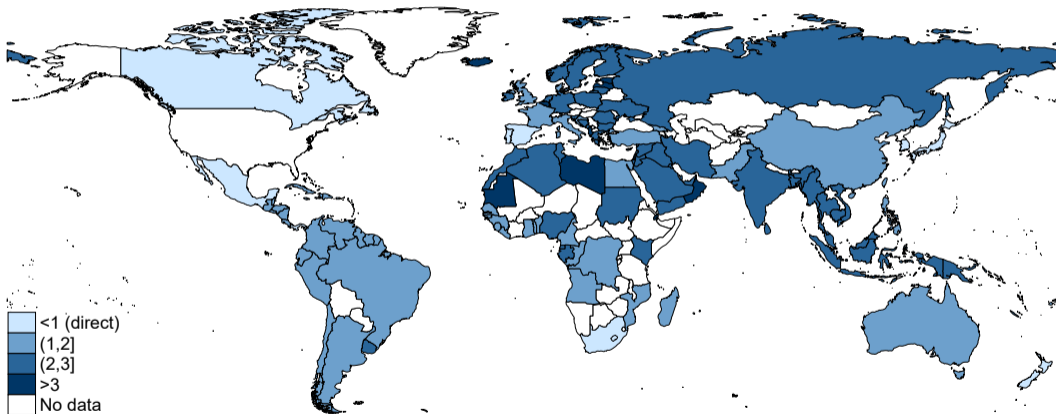 <1 (direct)
(1,2]
(2,3]
>3
No data